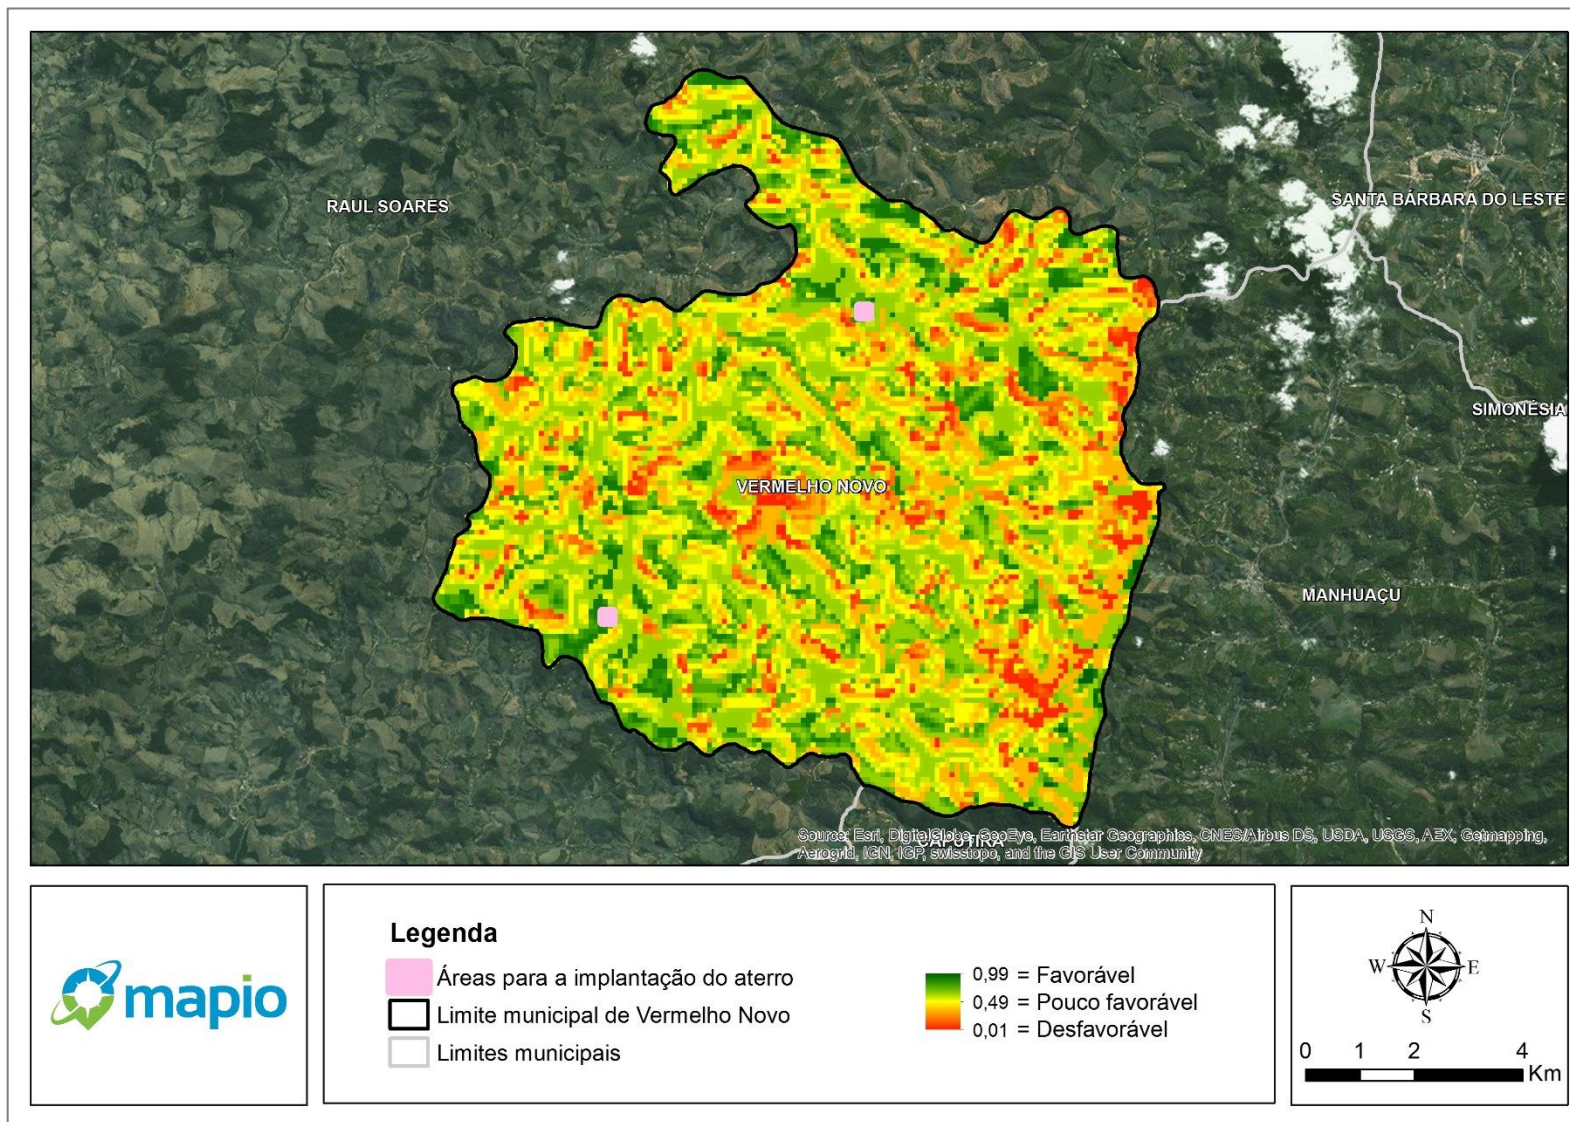 RAUL SOARES
SANTA BÁRBARA DO LESTE
SIMONÉSIA
VERMELHO NOVO
MANHUAÇU
CAPUTIRA
Source: Esri, DigitalGlobe, GeoEye, Earthstar Geographics, CNES/Airbus DS, USDA, USGS, AEX, Getmapping,
Aerogrid, IGN, IGP, swisstopo, and the GIS User Community
mapio
Legenda
Áreas para a implantação do aterro
Limite municipal de Vermelho Novo
Limites municipais
0,99 = Favorável
0,49 = Pouco favorável
0,01 = Desfavorável
N
W E
S
0 1 2 4
Km